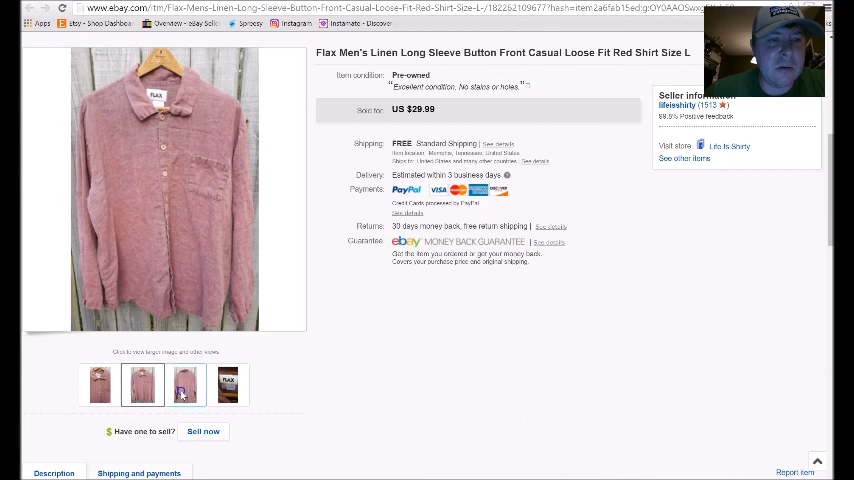 www.ebay.com/itm/Flax-Mens-Linen-Long-Sleeve-Button-Front-Casual-Loose-Fit-Red-Shirt-Size-L-/182262109677?hash=item2a6fab15ed:g:OY0AAOSwxg
Apps Etsy - Shop Dashboa Overview - eBay Selle Spreesy Instagram Instamate - Discover
Flax Men's Linen Long Sleeve Button Front Casual Loose Fit Red Shirt Size L
Item condition: Pre-owned
"Excellent condition. No stains or holes."
Sold for: US $29.99
Shipping: FREE Standard Shipping | See details
Item location: Memphis, Tennessee, United States
Ships to: United States and many other countries | See details
Delivery: Estimated within 3 business days
Payments: PayPal VISA DISCOVER
Credit Cards processed by PayPal
See details
Returns: 30 days money back, free return shipping | See details
Guarantee: ebay MONEY BACK GUARANTEE | See details
Get the item you ordered or get your money back.
Covers your purchase price and original shipping.
Seller information
lifeisshirty (1513)
99.8% Positive feedback
Visit store: Life Is Shirty
See other items
FLAX
Click to view larger image and other views
FLAX
Have one to sell? Sell now
Description Shipping and payments
Report item